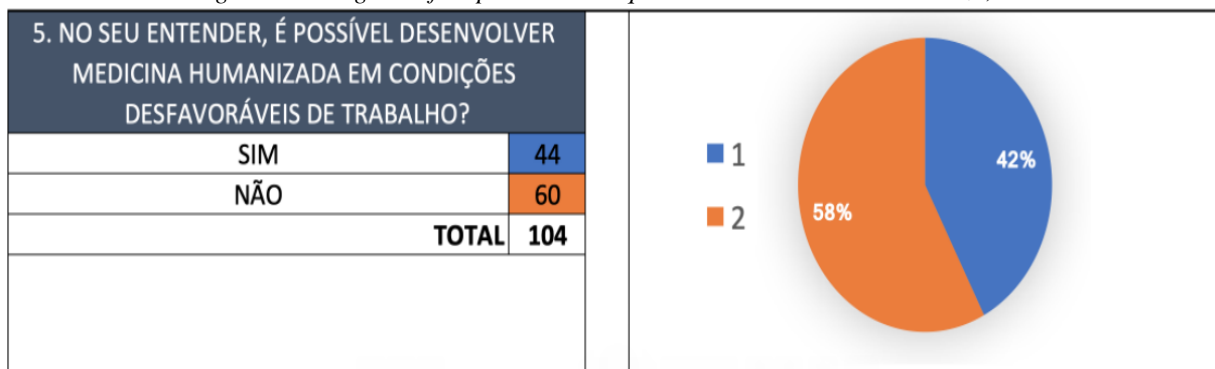 5. NO SEU ENTENDER, É POSSÍVEL DESENVOLVER
MEDICINA HUMANIZADA EM CONDIÇÕES
DESFAVORÁVEIS DE TRABALHO?
SIM 44
NÃO 60
TOTAL 104
1
2
42%
58%